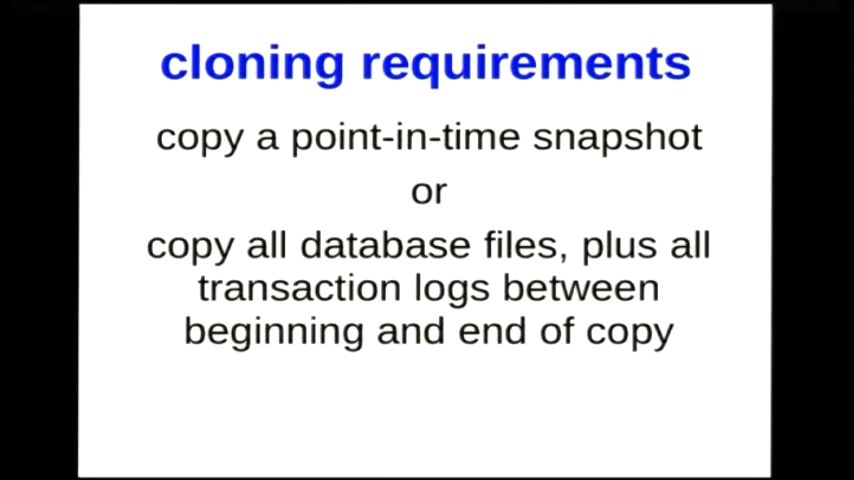 cloning requirements
copy a point-in-time snapshot
or
copy all database files, plus all
transaction logs between
beginning and end of copy